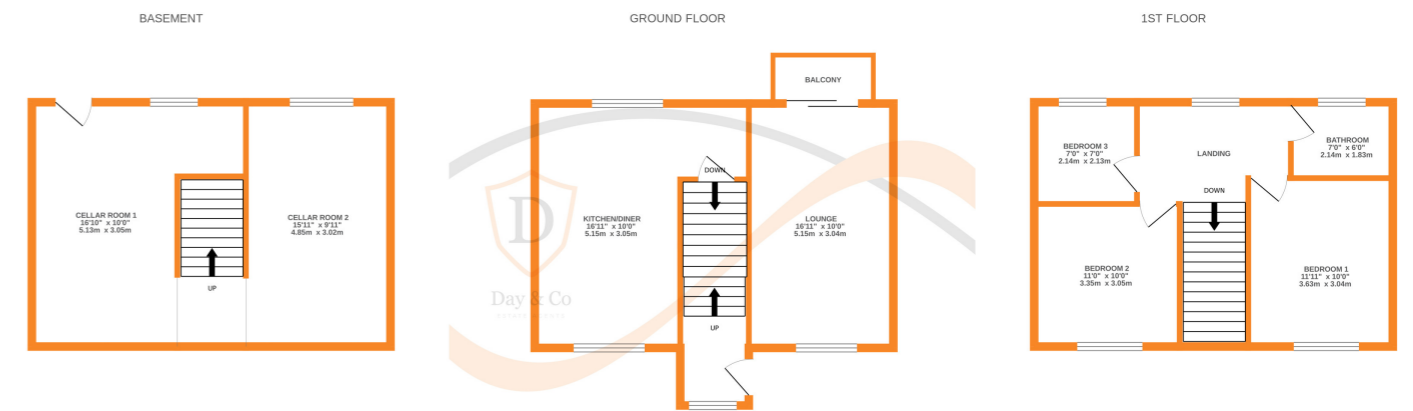 BASEMENT
CELLAR ROOM 1
16'10" x 10'0"
5.13m x 3.05m
UP
CELLAR ROOM 2
15'11" x 9'11"
4.85m x 3.02m
GROUND FLOOR
BALCONY
DOWN
KITCHEN/DINER
16'11" x 10'0"
5.15m x 3.05m
LOUNGE
16'11" x 10'0"
5.15m x 3.04m
UP
D
Day & Co
ESTATE AGENTS
1ST FLOOR
BEDROOM 3
7'0" x 7'0"
2.14m x 2.13m
LANDING
BATHROOM
7'0" x 6'0"
2.14m x 1.83m
DOWN
BEDROOM 2
11'0" x 10'0"
3.35m x 3.05m
BEDROOM 1
11'11" x 10'0"
3.63m x 3.04m